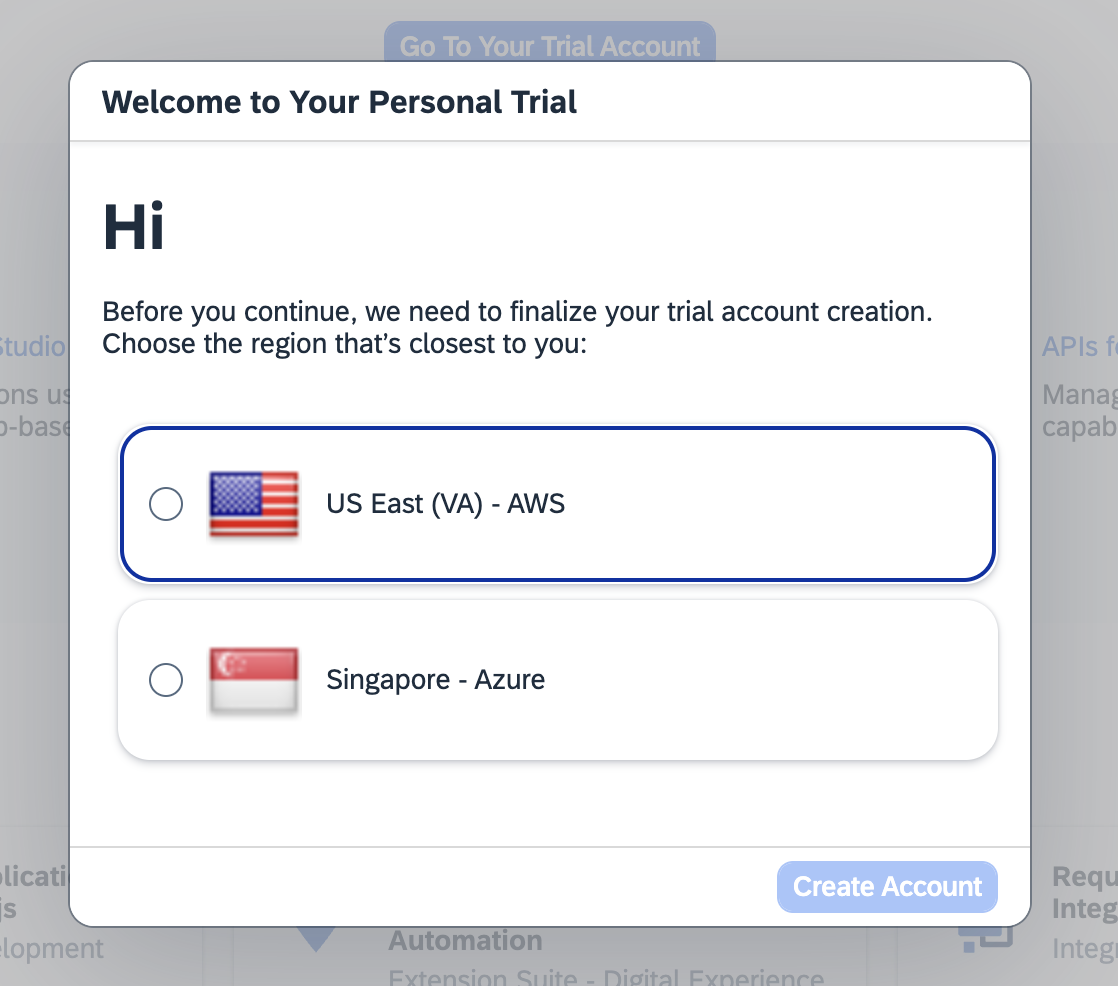 Go To Your Trial Account
Welcome to Your Personal Trial
Hi
Before you continue, we need to finalize your trial account creation.
Choose the region that’s closest to you:
Studio
APIs
ons
Manag
capab
US East (VA) - AWS
Singapore - Azure
Create Account
plicati
js
elopment
Automation
Extension Suite - Digital Experience
Requ
Integ
Integ